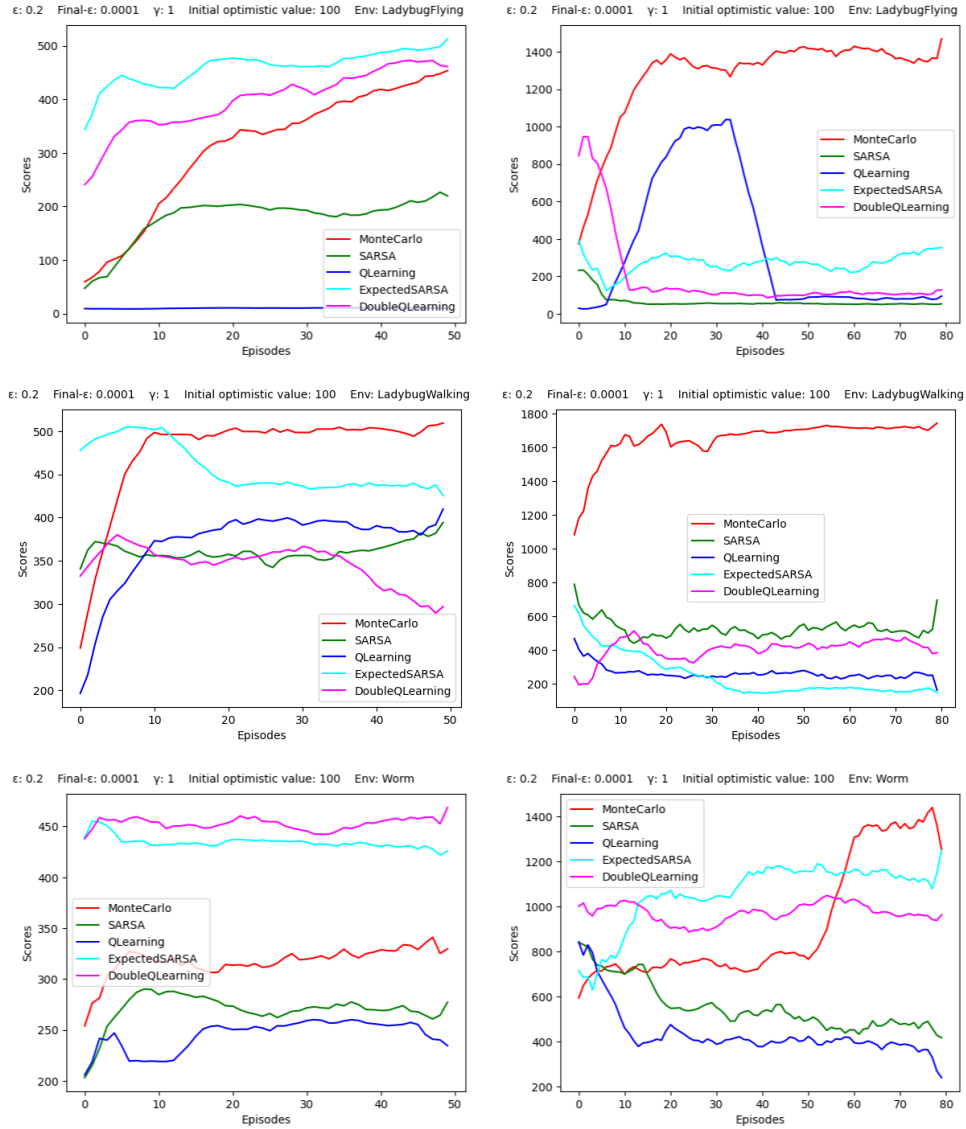 ε: 0.2 Final-ε: 0.0001 γ: 1 Initial optimistic value: 100 Env: LadybugFlying
500
400
300
200
100
0
Scores
MonteCarlo
SARSA
QLearning
ExpectedSARSA
DoubleQLearning
0 10 20 30 40 50
Episodes
ε: 0.2 Final-ε: 0.0001 γ: 1 Initial optimistic value: 100 Env: LadybugFlying
1400
1200
1000
800
600
400
200
0
Scores
MonteCarlo
SARSA
QLearning
ExpectedSARSA
DoubleQLearning
0 10 20 30 40 50 60 70 80
Episodes
ε: 0.2 Final-ε: 0.0001 γ: 1 Initial optimistic value: 100 Env: LadybugWalking
500
450
400
350
300
250
200
Scores
MonteCarlo
SARSA
QLearning
ExpectedSARSA
DoubleQLearning
0 10 20 30 40 50
Episodes
ε: 0.2 Final-ε: 0.0001 γ: 1 Initial optimistic value: 100 Env: LadybugWalking
1800
1600
1400
1200
1000
800
600
400
200
Scores
MonteCarlo
SARSA
QLearning
ExpectedSARSA
DoubleQLearning
0 10 20 30 40 50 60 70 80
Episodes
ε: 0.2 Final-ε: 0.0001 γ: 1 Initial optimistic value: 100 Env: Worm
450
400
350
300
250
200
Scores
MonteCarlo
SARSA
QLearning
ExpectedSARSA
DoubleQLearning
0 10 20 30 40 50
Episodes
ε: 0.2 Final-ε: 0.0001 γ: 1 Initial optimistic value: 100 Env: Worm
1400
1200
1000
800
600
400
200
Scores
MonteCarlo
SARSA
QLearning
ExpectedSARSA
DoubleQLearning
0 10 20 30 40 50 60 70 80
Episodes